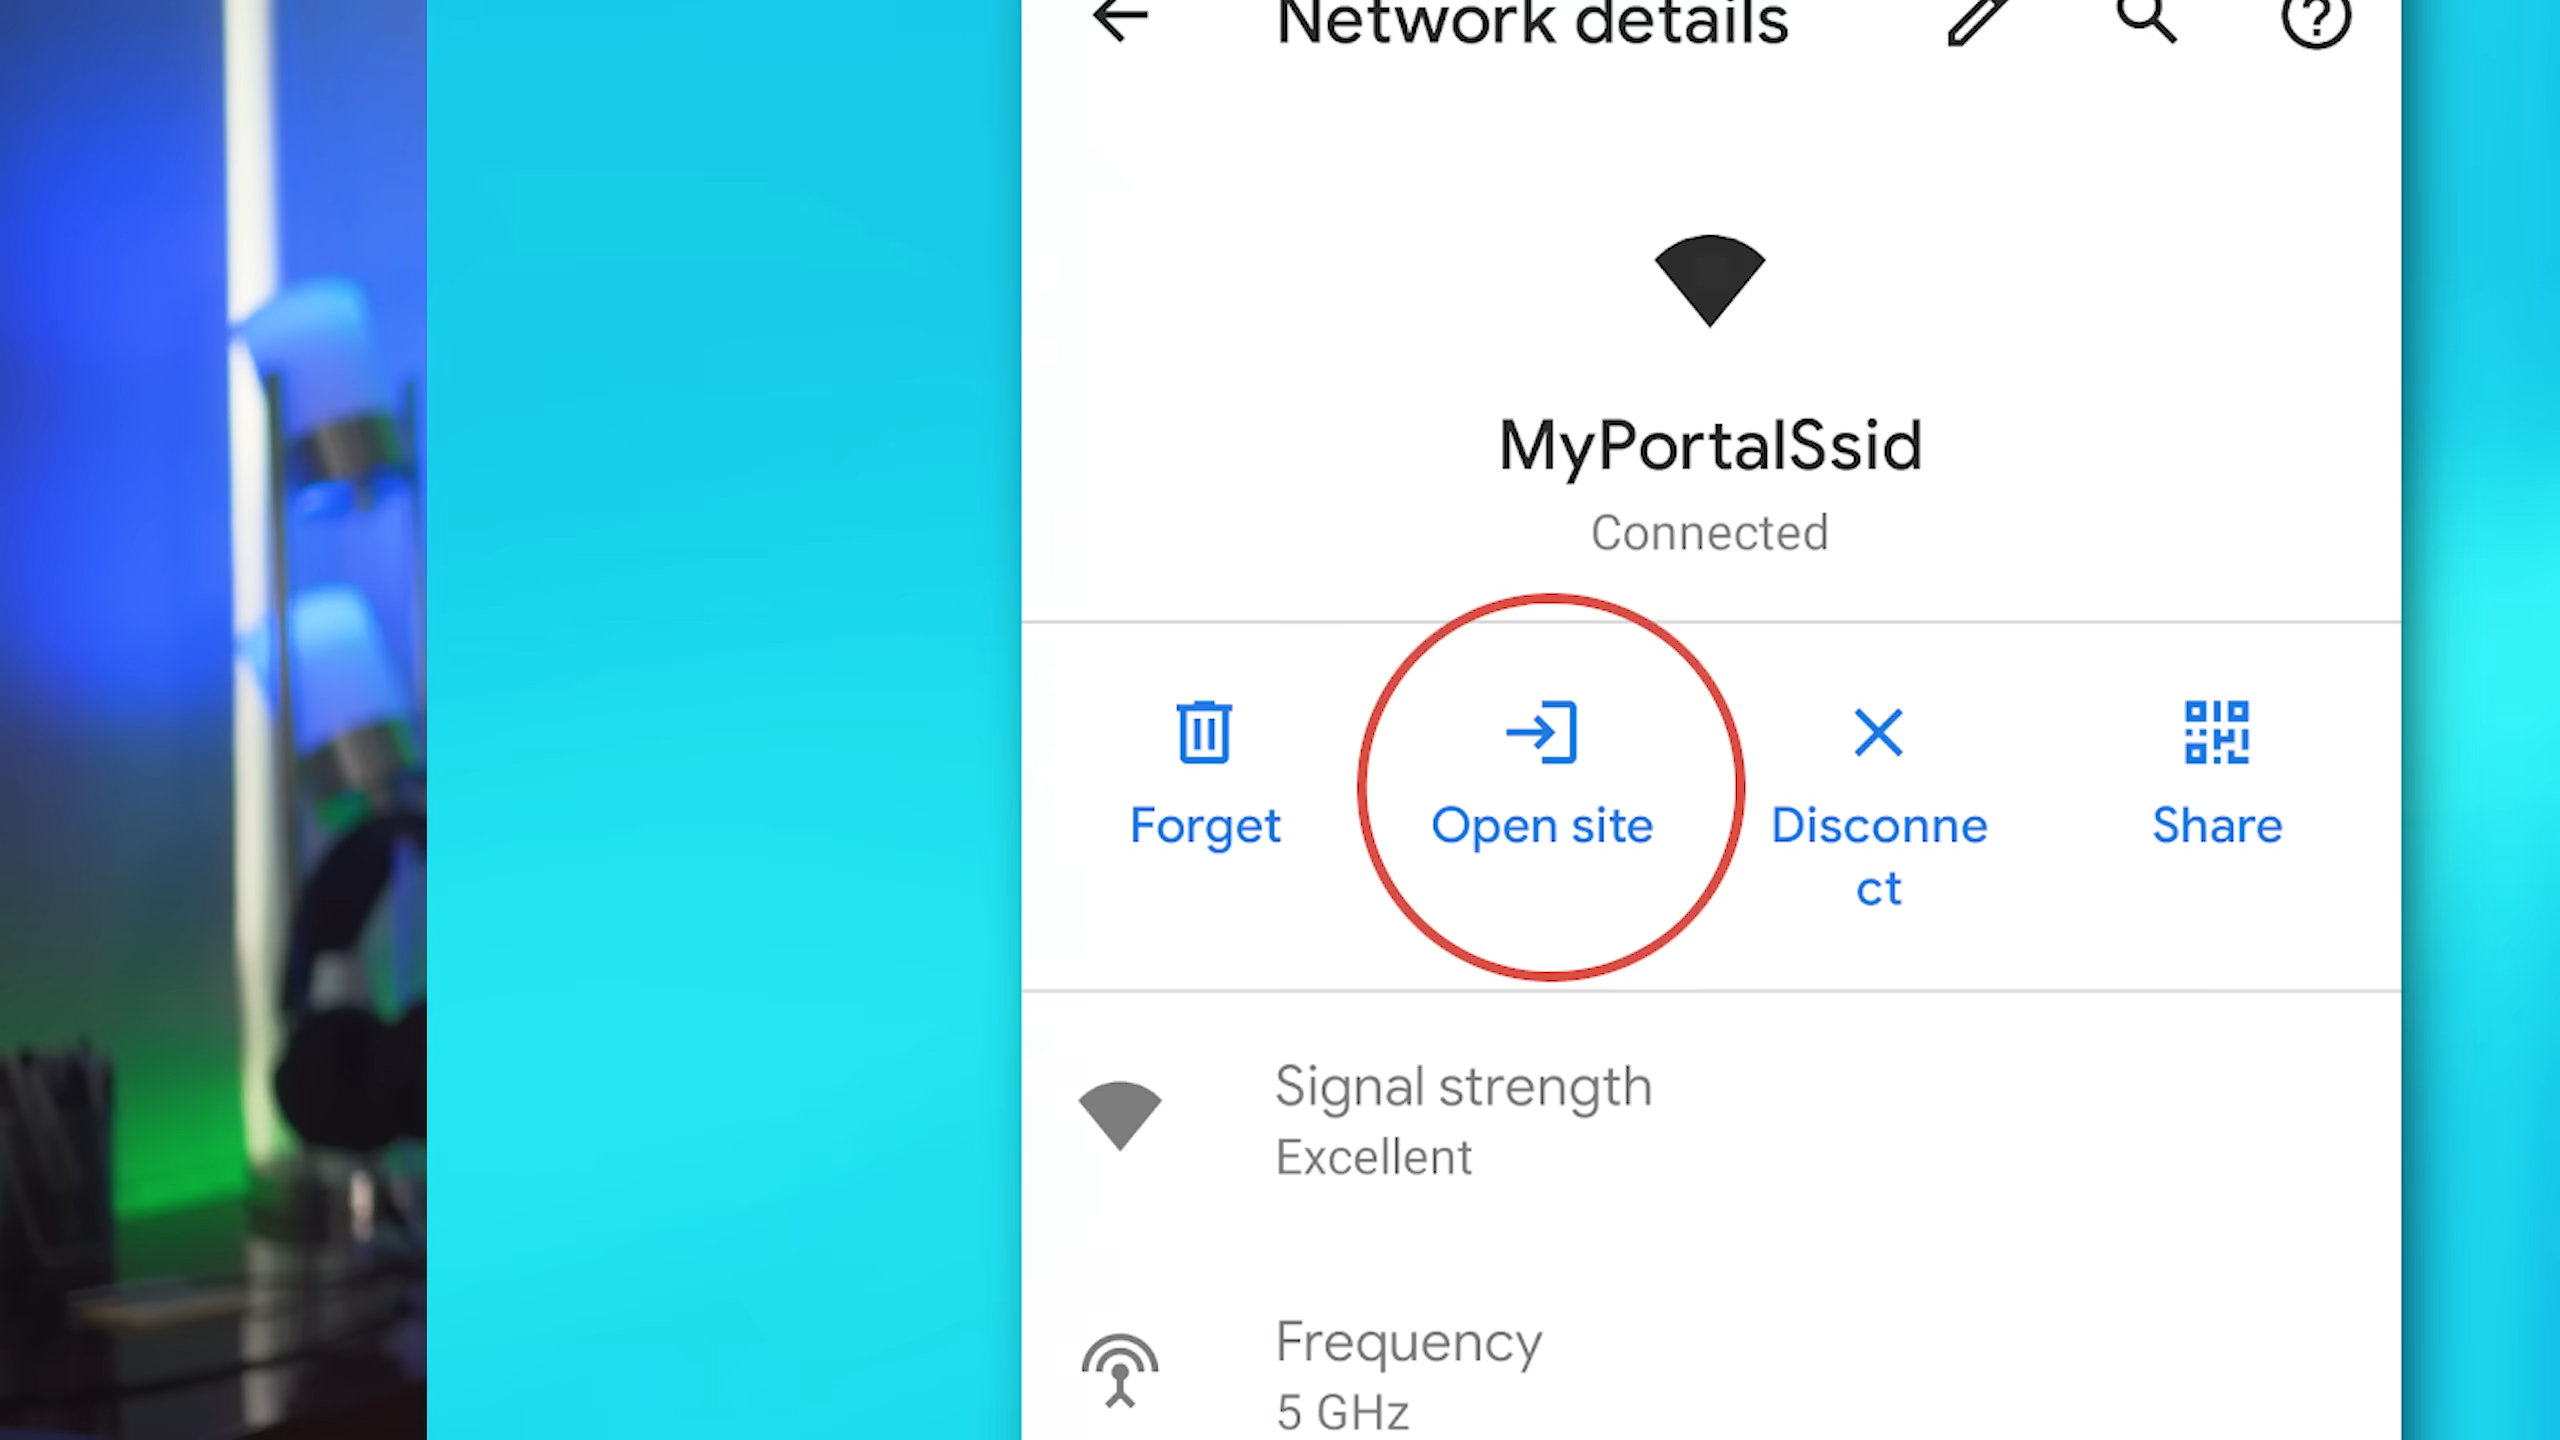 Network details
MyPortalSsid
Connected
Forget
Open site
Disconne
ct
Share
Signal strength
Excellent
Frequency
5 GHz